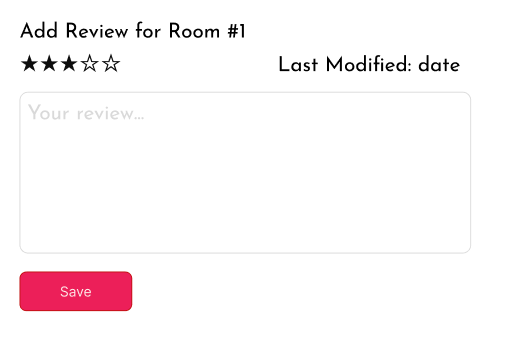 Add Review for Room #1
★★★☆☆ Last Modified: date
Your review...
Save